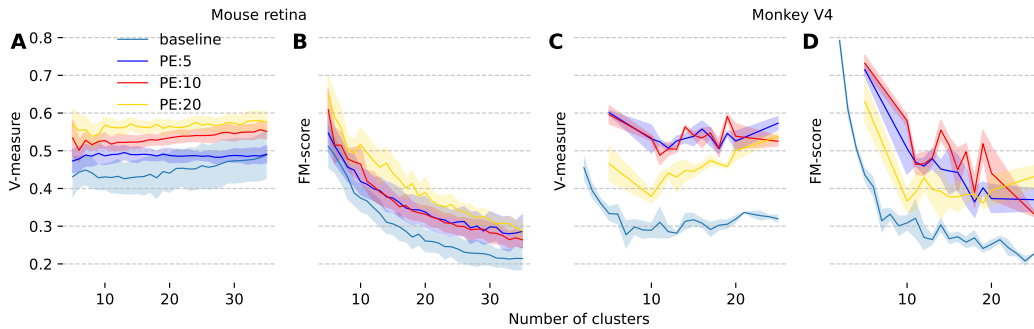 Mouse retina
Monkey V4
A
B
C
D
baseline
PE:5
PE:10
PE:20
V-measure
FM-score
V-measure
FM-score
0.8
0.7
0.6
0.5
0.4
0.3
0.2
10 20 30
10 20 30
10 20
10 20
Number of clusters